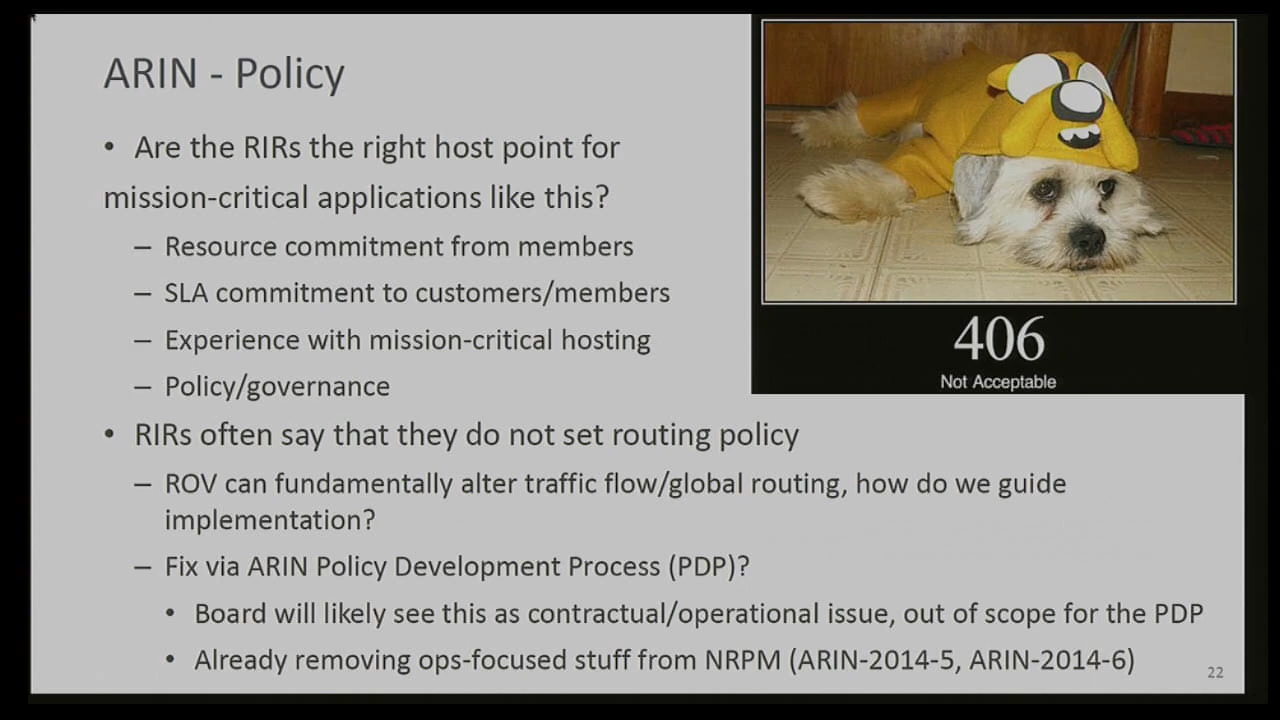 ARIN - Policy
• Are the RIRs the right host point for
mission-critical applications like this?
– Resource commitment from members
– SLA commitment to customers/members
– Experience with mission-critical hosting
– Policy/governance
406
Not Acceptable
• RIRs often say that they do not set routing policy
– ROV can fundamentally alter traffic flow/global routing, how do we guide
implementation?
– Fix via ARIN Policy Development Process (PDP)?
• Board will likely see this as contractual/operational issue, out of scope for the PDP
• Already removing ops-focused stuff from NRPM (ARIN-2014-5, ARIN-2014-6)
22